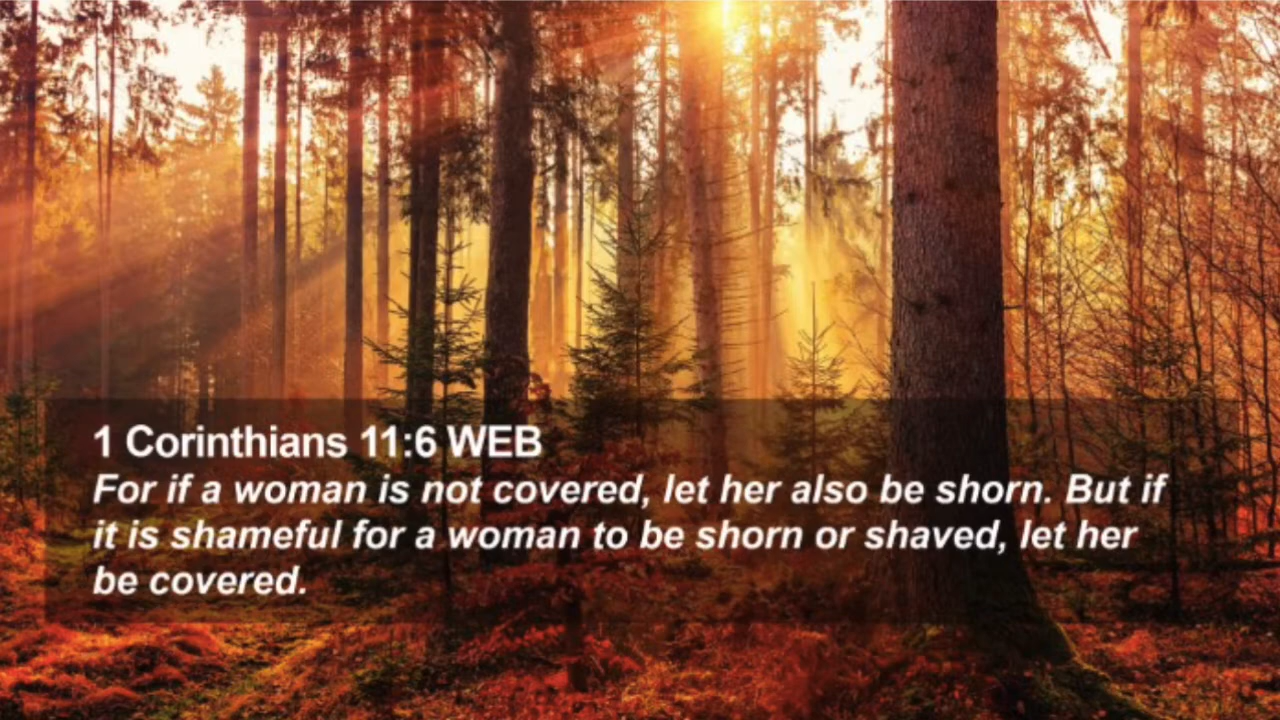 1 Corinthians 11:6 WEB
For if a woman is not covered, let her also be shorn. But if
it is shameful for a woman to be shorn or shaved, let her
be covered.